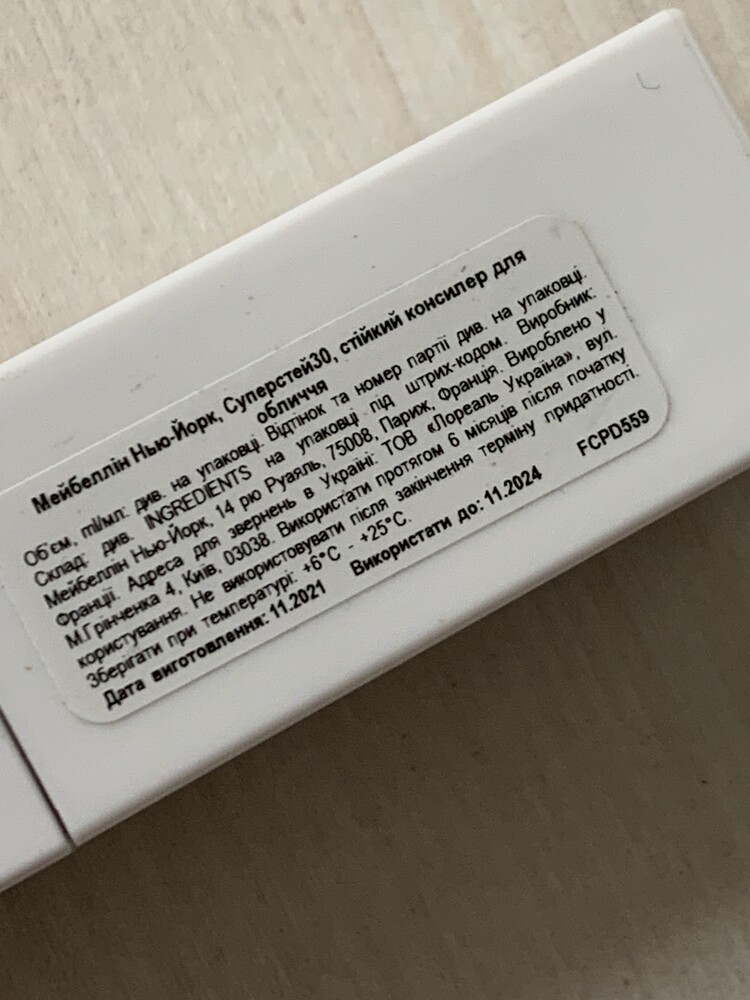 Мейбеллін Нью-Йорк, Суперстей30, стійкий консилер для
обличчя
Об'єм, ml/мл: див. на упаковці. Відтінок та номер партії див. на упаковці.
Склад: див. INGREDIENTS на упаковці під штрих-кодом. Виробник:
Мейбеллін Нью-Йорк, 14 рю Руаяль, 75008, Париж, Франція. Вироблено у
Франції. Адреса для звернень в Україні: ТОВ «Лореаль Україна», вул.
М.Грінченка 4, Київ, 03038. Використати протягом 6 місяців після початку
користування. Не використовувати після закінчення терміну придатності.
Зберігати при температурі: +6°C - +25°C.
Дата виготовлення: 11.2021 Використати до: 11.2024 FCPD559